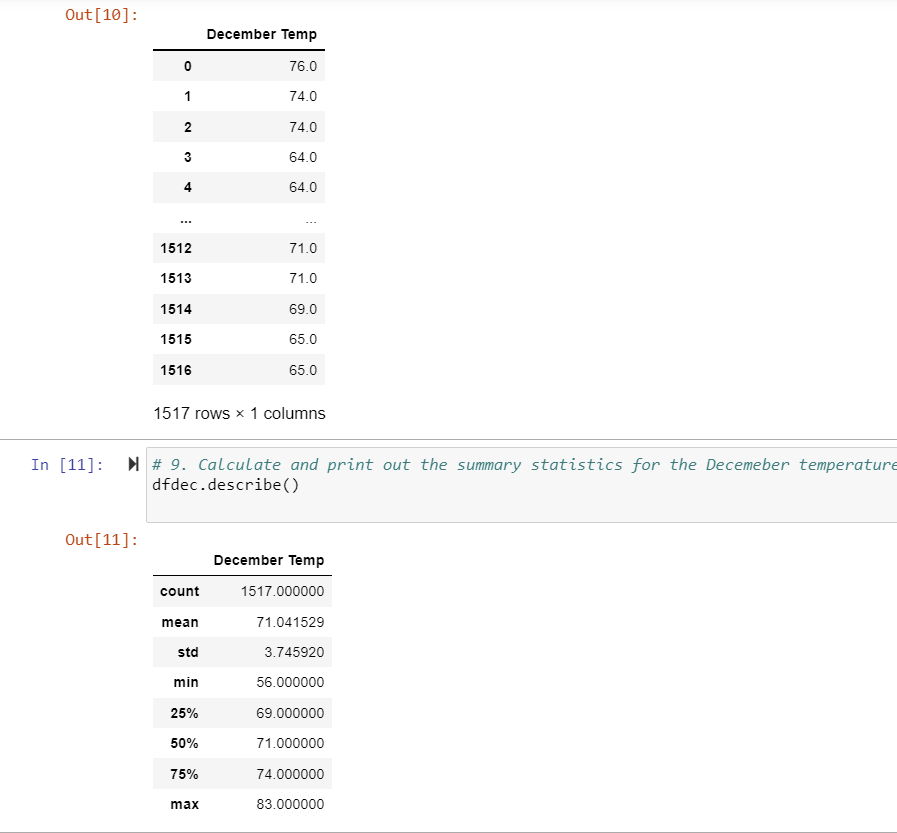 Out[10]:
December Temp
0 76.0
1 74.0
2 74.0
3 64.0
4 64.0
... ...
1512 71.0
1513 71.0
1514 69.0
1515 65.0
1516 65.0
1517 rows × 1 columns
In [11]: # 9. Calculate and print out the summary statistics for the Decemeber temperature
dfdec.describe()
Out[11]:
December Temp
count 1517.000000
mean 71.041529
std 3.745920
min 56.000000
25% 69.000000
50% 71.000000
75% 74.000000
max 83.000000